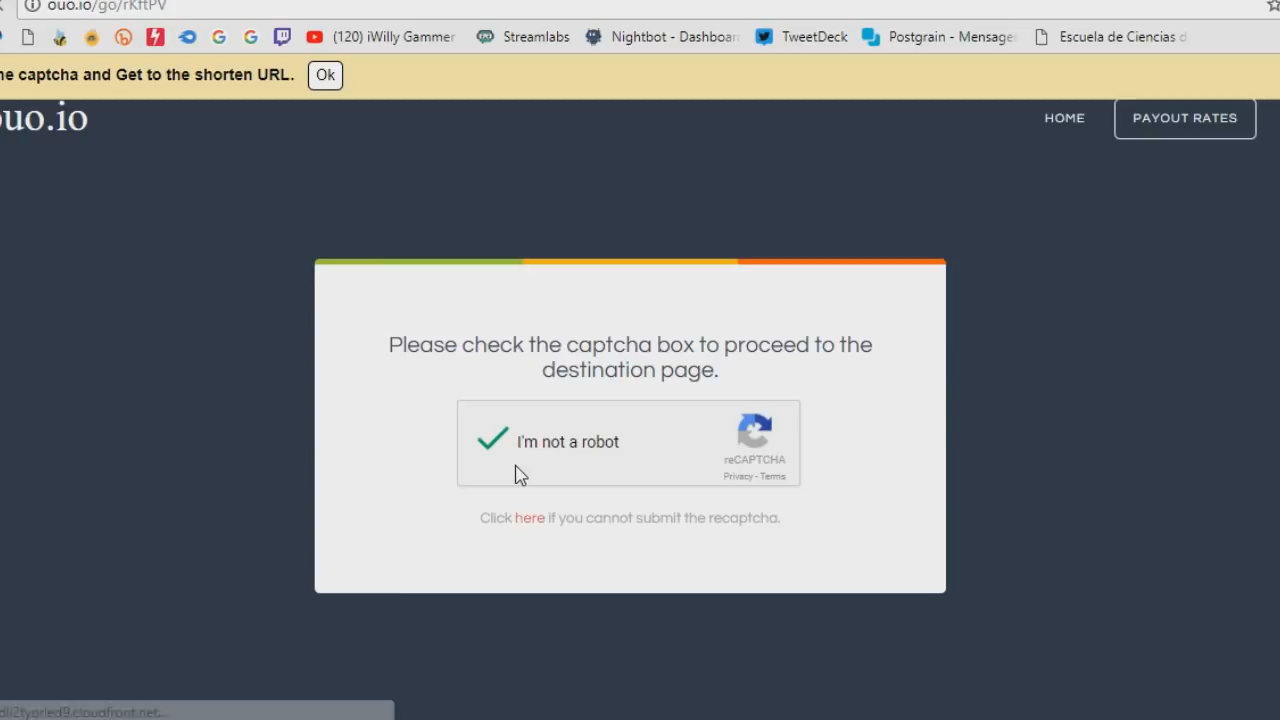 ouo.io/go/rKftPV
(120) iWilly Gammer Streamlabs Nightbot - Dashboar TweetDeck Postgrain - Mensage Escuela de Ciencias d
he captcha and Get to the shorten URL. Ok
ouo.io HOME PAYOUT RATES
Please check the captcha box to proceed to the
destination page.
I'm not a robot
reCAPTCHA
Privacy - Terms
Click here if you cannot submit the recaptcha.